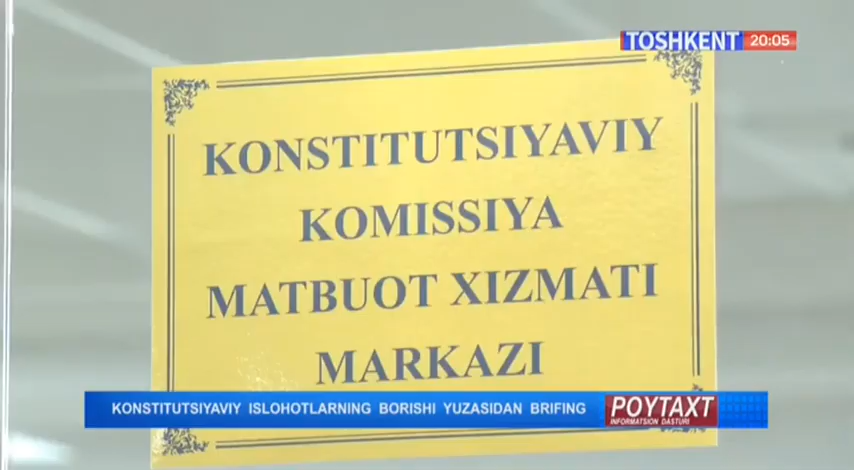 TOSHKENT 20:05
KONSTITUTSIYAVIY
KOMISSIYA
MATBUOT XIZMATI
MARKAZI
KONSTITUTSIYAVIY ISLOHOTLARNING BORISHI YUZASIDAN BRIFING
POYTAXT
INFORMATSION DASTURI